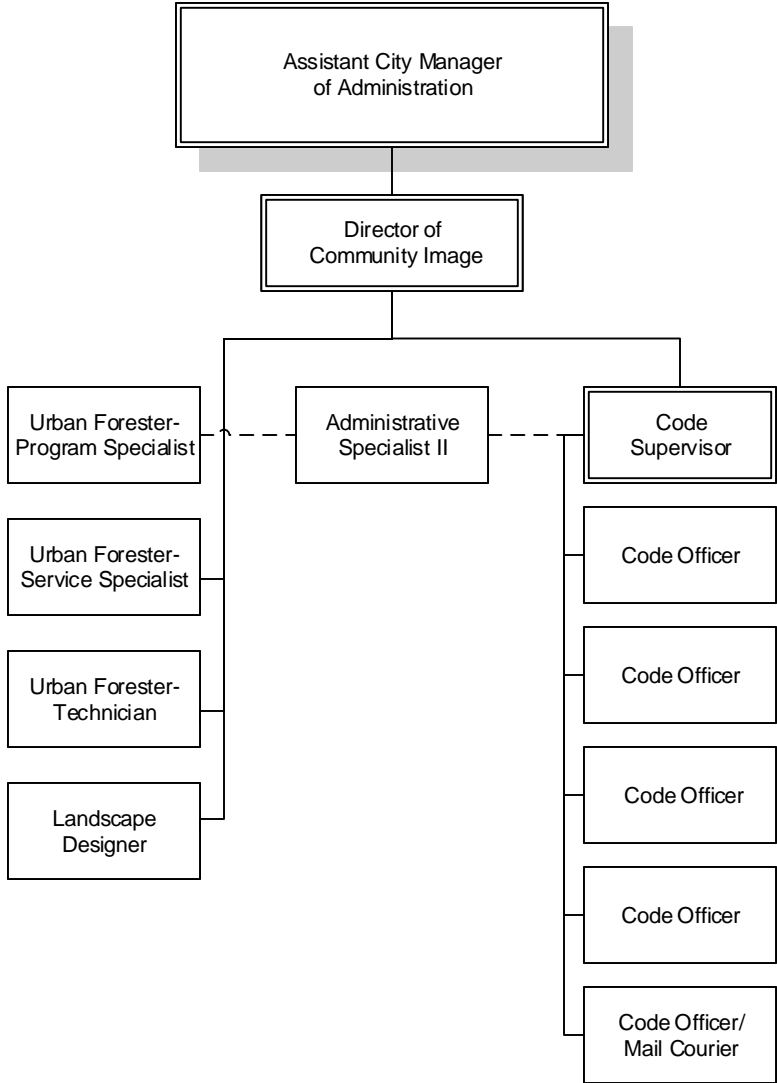 Assistant City Manager
of Administration
Director of
Community Image
Urban Forester-
Program Specialist
Administrative
Specialist II
Code
Supervisor
Urban Forester-
Service Specialist
Code Officer
Urban Forester-
Technician
Code Officer
Landscape
Designer
Code Officer
Code Officer
Code Officer/
Mail Courier